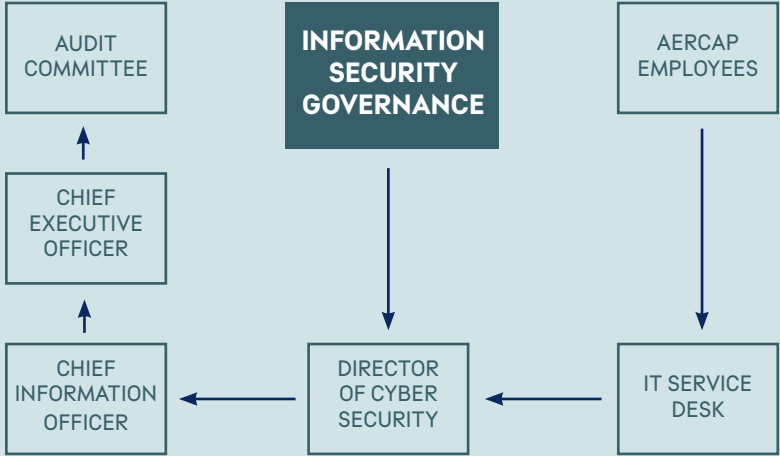 AUDIT
COMMITTEE
INFORMATION
SECURITY
GOVERNANCE
AERCAP
EMPLOYEES
CHIEF
EXECUTIVE
OFFICER
CHIEF
INFORMATION
OFFICER
DIRECTOR
OF CYBER
SECURITY
IT SERVICE
DESK